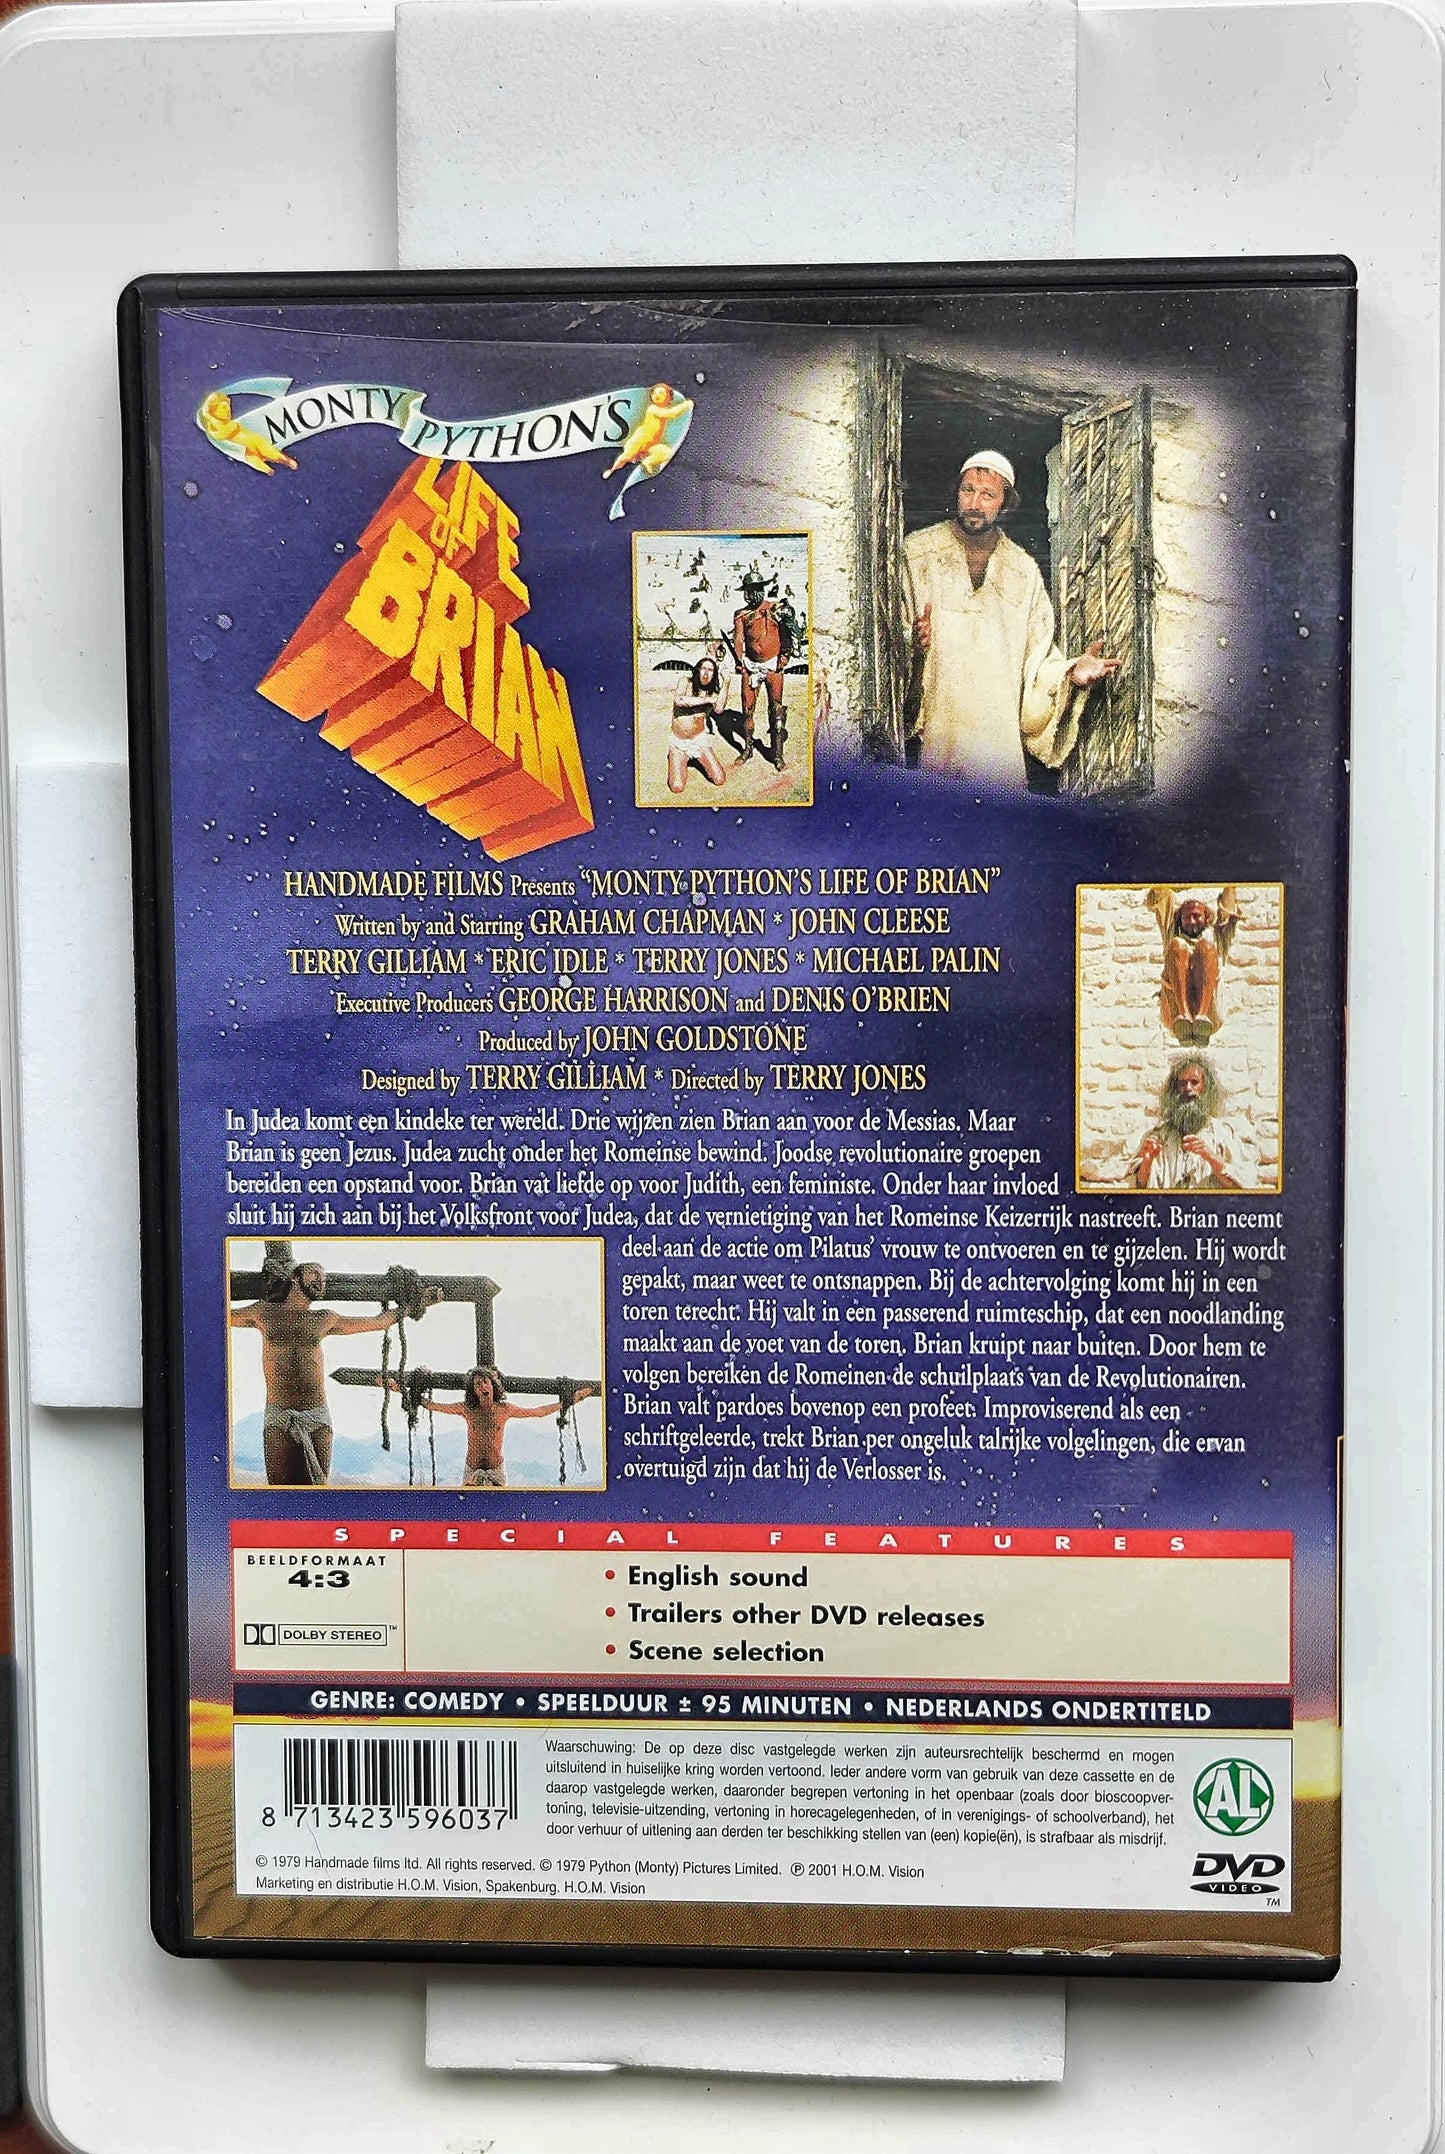 MONTY PYTHON'S
LIFE
OF
BRIAN
HANDMADE FILMS Presents “MONTY PYTHON'S LIFE OF BRIAN”
Written by and Starring GRAHAM CHAPMAN * JOHN CLEESE
TERRY GILLIAM * ERIC IDLE * TERRY JONES * MICHAEL PALIN
Executive Producers GEORGE HARRISON and DENIS O'BRIEN
Produced by JOHN GOLDSTONE
Designed by TERRY GILLIAM * Directed by TERRY JONES
In Judea komt een kindeke ter wereld. Drie wijzen zien Brian aan voor de Messias. Maar
Brian is geen Jezus. Judea zucht onder het Romeinse bewind. Joodse revolutionaire groepen
bereiden een opstand voor. Brian vat liefde op voor Judith, een feministe. Onder haar invloed
sluit hij zich aan bij het Volksfront voor Judea, dat de vernietiging van het Romeinse Keizerrijk nastreeft. Brian neemt
deel aan de actie om Pilatus' vrouw te ontvoeren en te gijzelen. Hij wordt
gepakt, maar weet te ontsnappen. Bij de achtervolging komt hij in een
toren terecht. Hij valt in een passerend ruimteschip, dat een noodlanding
maakt aan de voet van de toren. Brian kruipt naar buiten. Door hem te
volgen bereiken de Romeinen de schuilplaats van de Revolutionairen.
Brian valt pardoes bovenop een profeet. Improviserend als een
schriftgeleerde, trekt Brian per ongeluk talrijke volgelingen, die ervan
overtuigd zijn dat hij de Verlosser is.
SPECIAL FEATURES
BEELDFORMAAT
4:3
DOLBY STEREO™
• English sound
• Trailers other DVD releases
• Scene selection
GENRE: COMEDY • SPEELDUUR ± 95 MINUTEN • NEDERLANDS ONDERTITELD
8 713423 596037
Waarschuwing: De op deze disc vastgelegde werken zijn auteursrechtelijk beschermd en mogen
uitsluitend in huiselijke kring worden vertoond. Ieder andere vorm van gebruik van deze cassette en de
daarop vastgelegde werken, daaronder begrepen vertoning in het openbaar (zoals door bioscoopver-
toning, televisie-uitzending, vertoning in horecagelegenheden, of in verenigings- of schoolverband), het
door verhuur of uitlening aan derden ter beschikking stellen van (een) kopie(ën), is strafbaar als misdrijf.
AL
© 1979 Handmade films ltd. All rights reserved. © 1979 Python (Monty) Pictures Limited. ℗ 2001 H.O.M. Vision
Marketing en distributie H.O.M. Vision, Spakenburg. H.O.M. Vision
DVD
VIDEO
TM